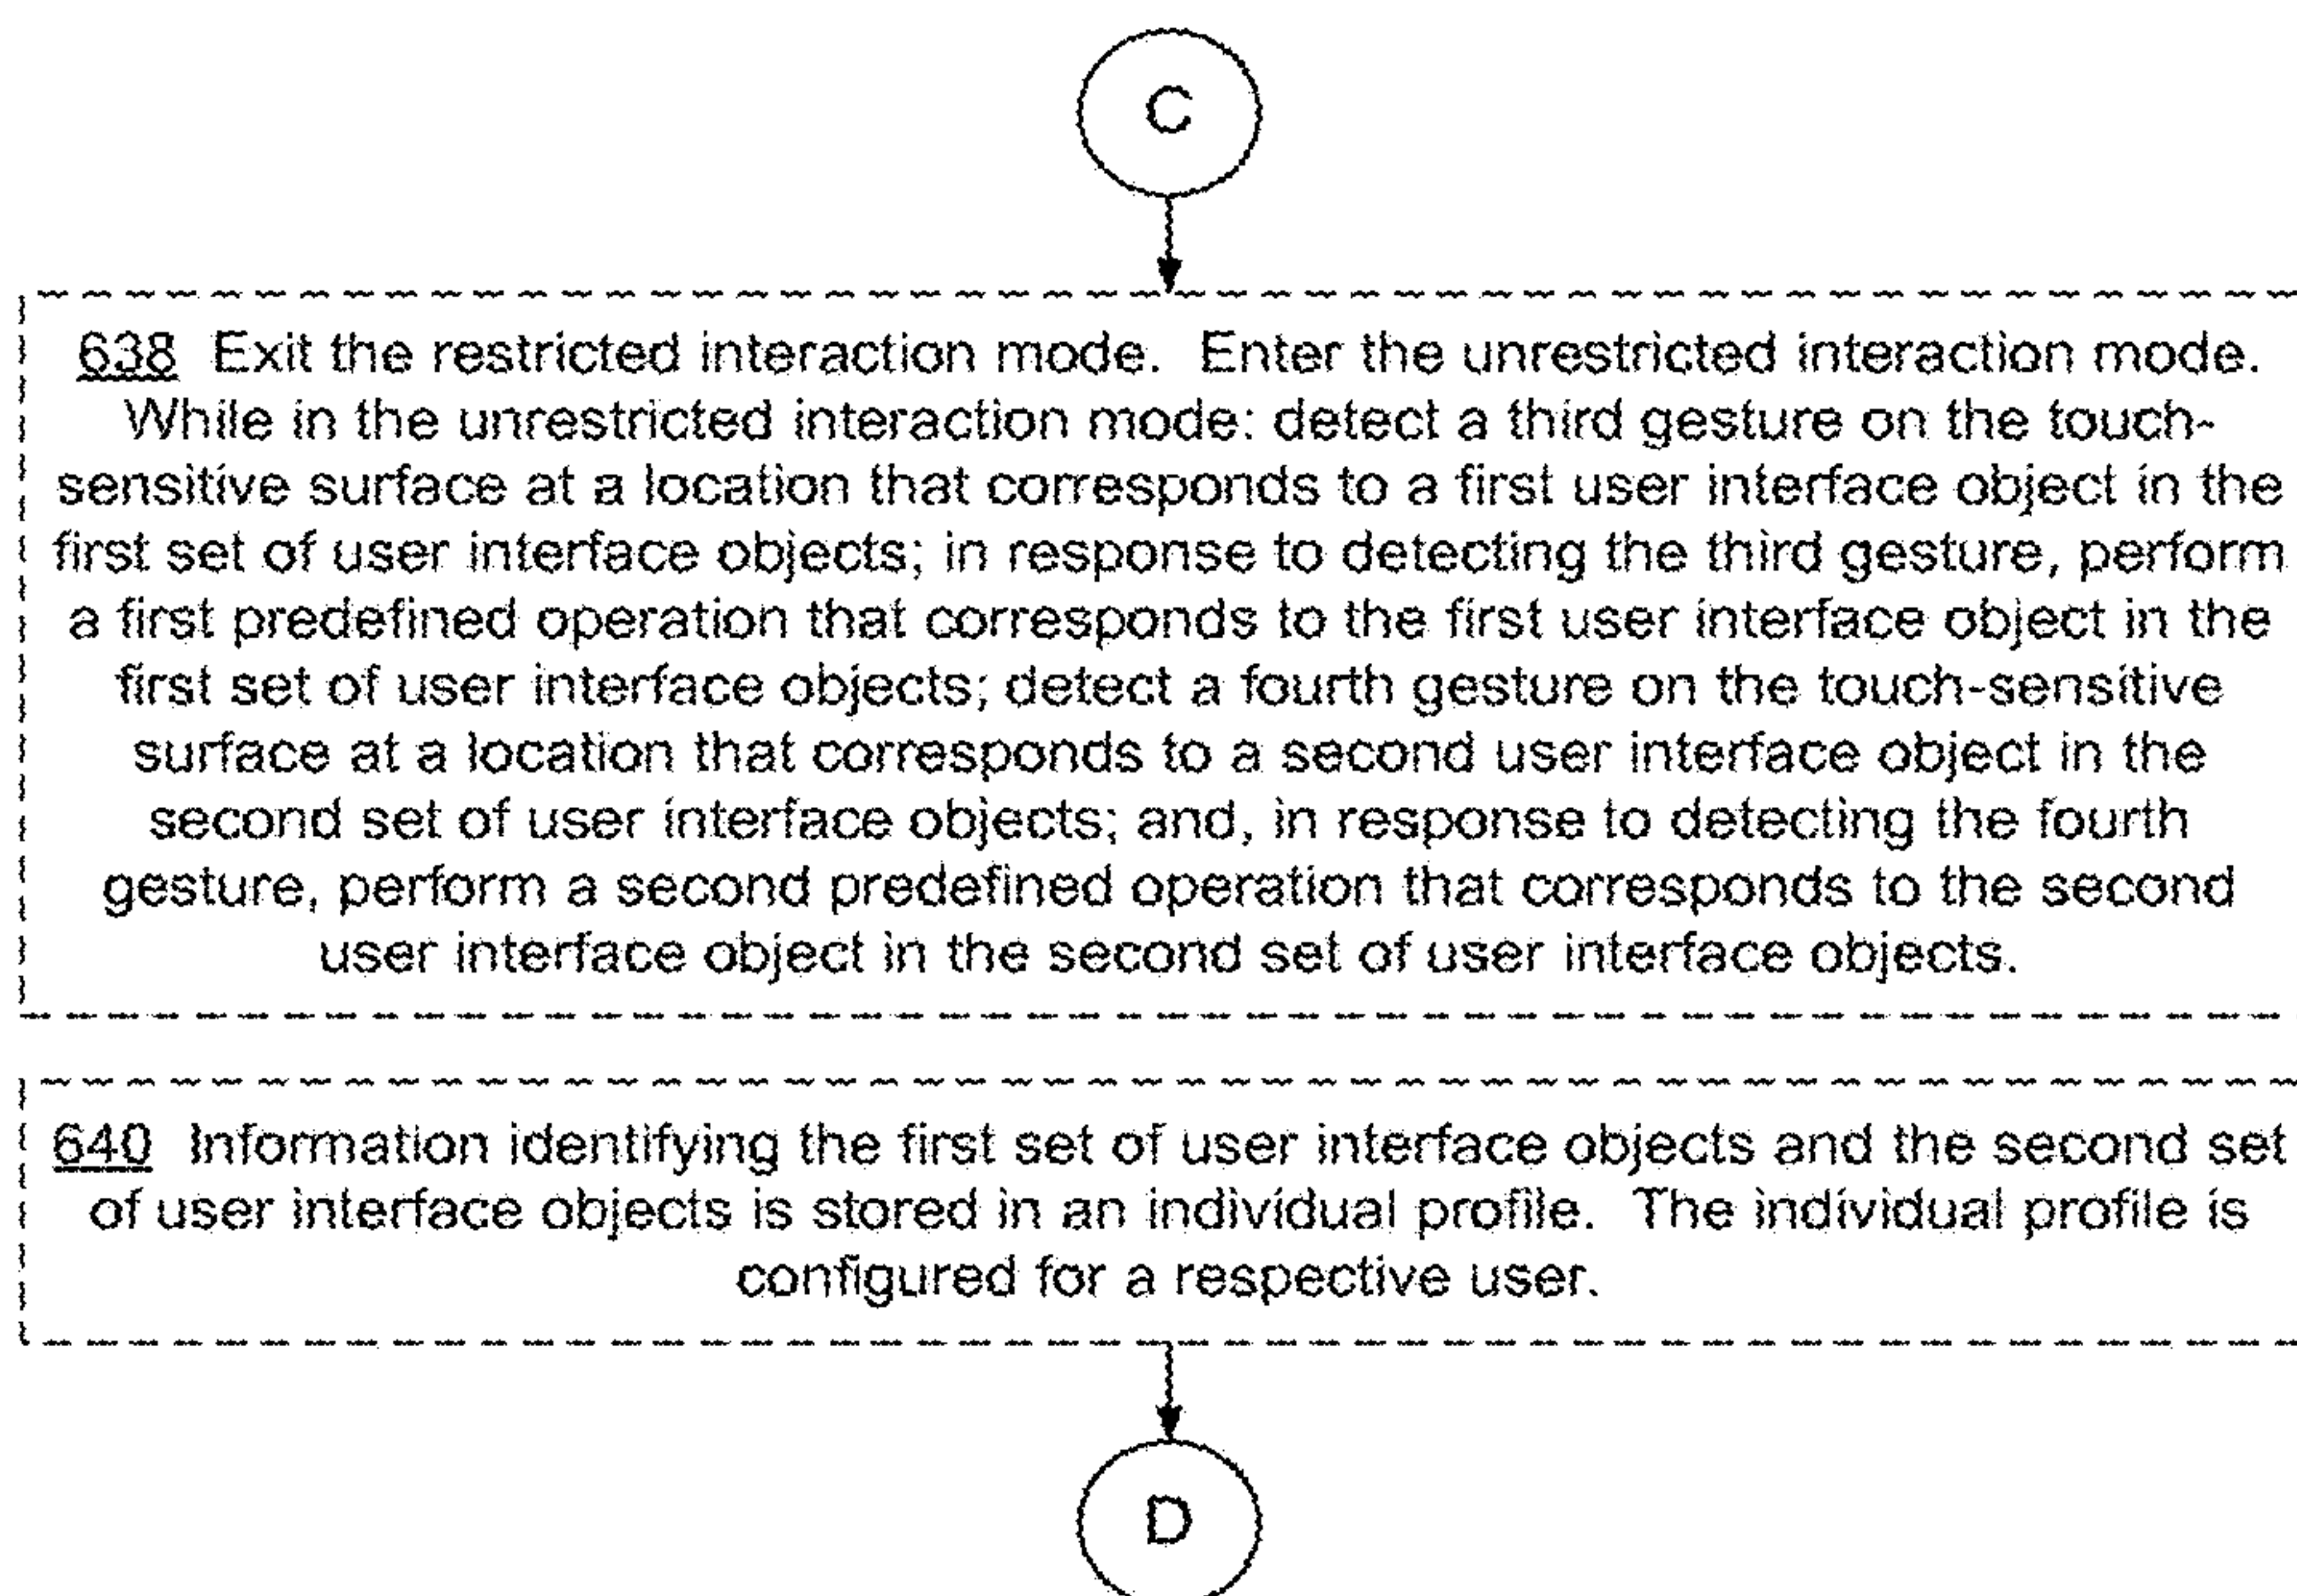 C
638 Exit the restricted interaction mode. Enter the unrestricted interaction mode.
While in the unrestricted interaction mode: detect a third gesture on the touch-
sensitive surface at a location that corresponds to a first user interface object in the
first set of user interface objects; in response to detecting the third gesture, perform
a first predefined operation that corresponds to the first user interface object in the
first set of user interface objects; detect a fourth gesture on the touch-sensitive
surface at a location that corresponds to a second user interface object in the
second set of user interface objects; and, in response to detecting the fourth
gesture, perform a second predefined operation that corresponds to the second
user interface object in the second set of user interface objects.
640 Information identifying the first set of user interface objects and the second set
of user interface objects is stored in an individual profile. The individual profile is
configured for a respective user.
D